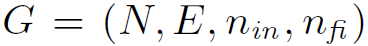 G = (N, E, n_{in}, n_{fi})